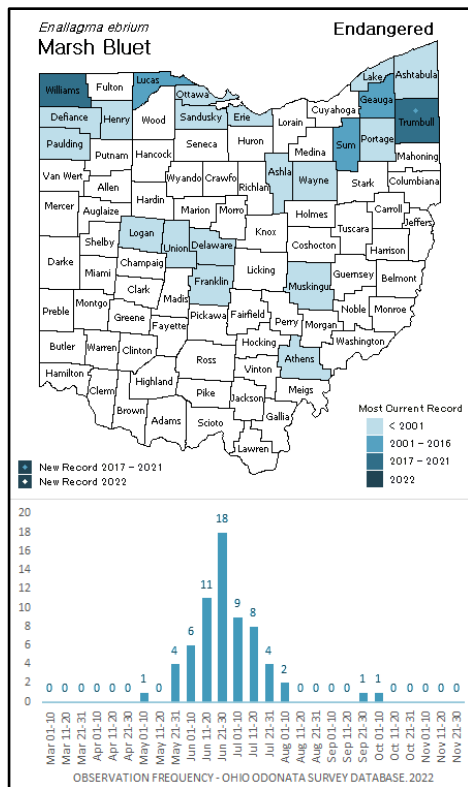 Enallagma ebrium
Marsh Bluet
Endangered
Williams
Fulton
Lucas
Ottawa
Lake
Ashtabula
Geauga
Cuyahoga
Trumbull
Defiance
Henry
Wood
Sandusky
Erie
Lorain
Sum
Portage
Paulding
Seneca
Huron
Medina
Mahoning
Putnam
Hancock
Van Wert
Wyando
Crawfo
Richlan
Ashla
Wayne
Stark
Columbiana
Allen
Hardin
Marion
Morro
Holmes
Carroll
Mercer
Auglaize
Logan
Knox
Tuscara
Jeffers
Shelby
Union
Delaware
Coshocton
Harrison
Darke
Champaig
Licking
Guernsey
Belmont
Miami
Franklin
Muskingu
Clark
Madis
Noble
Monroe
Preble
Montgo
Greene
Pickawa
Fairfield
Perry
Morgan
Fayette
Washington
Butler
Warren
Clinton
Hocking
Athens
Ross
Vinton
Hamilton
Highland
Meigs
Clerm
Pike
Jackson
Gallia
Brown
Adams
Scioto
Lawren
Most Current Record
< 2001
2001 - 2016
2017 - 2021
2022
New Record 2017 - 2021
New Record 2022
20
18
16
14
12
10
8
6
4
2
0
0 0 0 0 0 0 1 0 4 6 11 18 9 8 4 2 0 0 0 0 1 1 0 0 0 0 0
Mar 01-10
Mar 11-20
Mar 21-31
Apr 01-10
Apr 11-20
Apr 21-30
May 01-10
May 11-20
May 21-31
Jun 01-10
Jun 11-20
Jun 21-30
Jul 01-10
Jul 11-20
Jul 21-31
Aug 01-10
Aug 11-20
Aug 21-31
Sep 01-10
Sep 11-20
Sep 21-30
Oct 01-10
Oct 11-20
Oct 21-31
Nov 01-10
Nov 11-20
Nov 21-30
OBSERVATION FREQUENCY - OHIO ODONATA SURVEY DATABASE, 2022